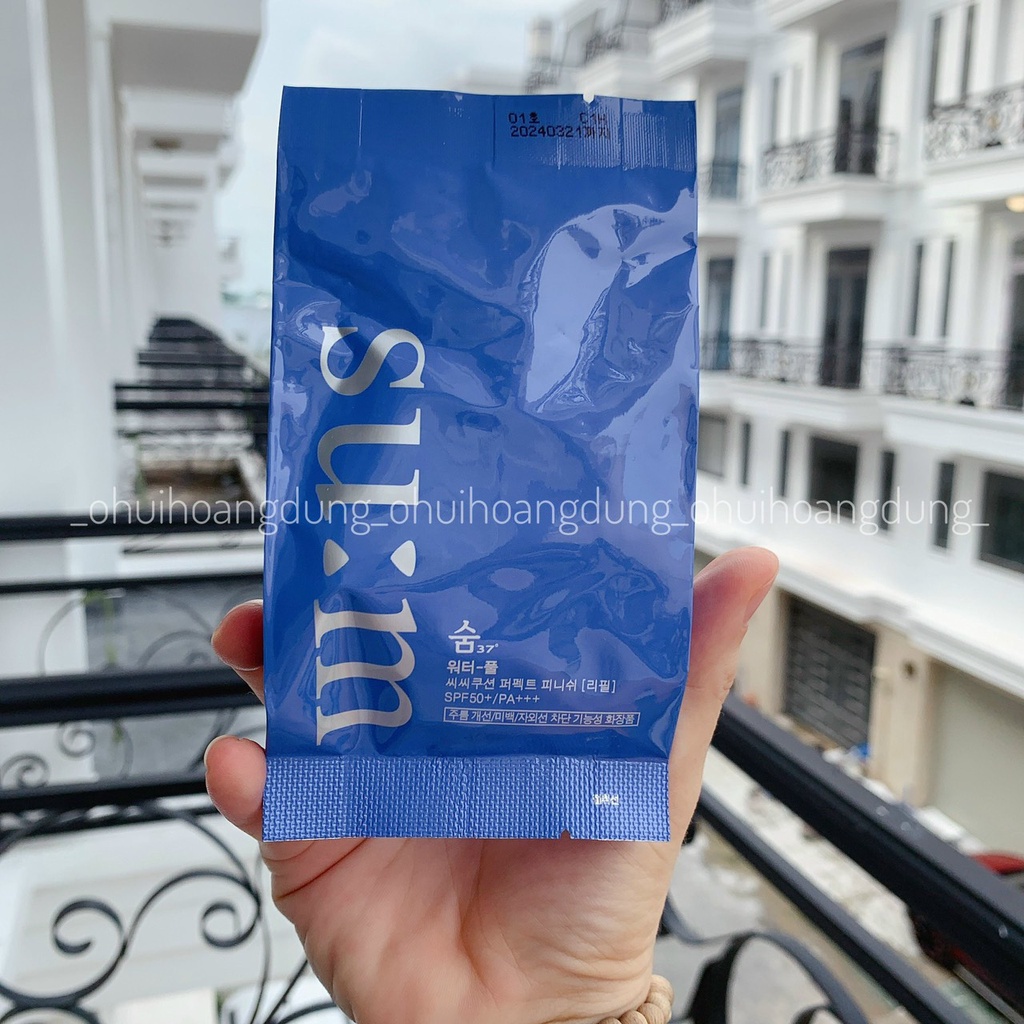 01호 C1H
20240321까지
su:m
숨37°
워터-풀
씨씨쿠션 퍼펙트 피니쉬 [리필]
SPF50+/PA+++
주름 개선/미백/자외선 차단 기능성 화장품
_ohuihoangdung_ohuihoangdung_ohuihoangdung_